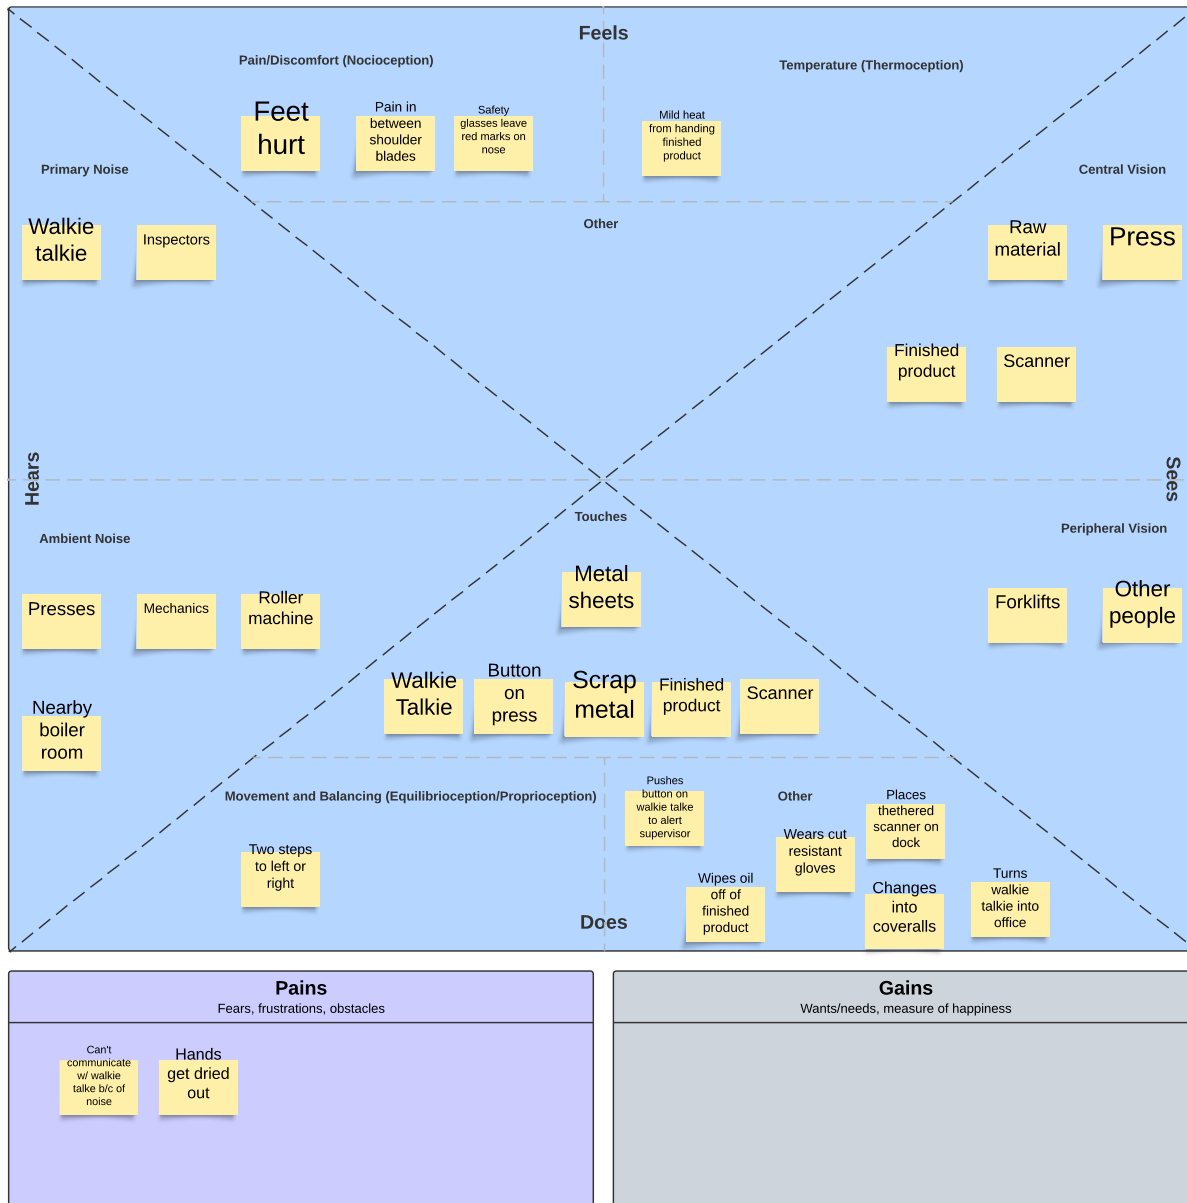 Feels
Pain/Discomfort (Nocioception)
Temperature (Thermoception)
Feet
hurt
Pain in
between
shoulder
blades
Safety
glasses leave
red marks on
nose
Mild heat
from handing
finished
product
Other
Primary Noise
Walkie
talkie
Inspectors
Central Vision
Raw
material
Press
Finished
product
Scanner
Hears
Sees
Ambient Noise
Presses
Mechanics
Roller
machine
Nearby
boiler
room
Peripheral Vision
Forklifts
Other
people
Touches
Metal
sheets
Walkie
Talkie
Button
on
press
Scrap
metal
Finished
product
Scanner
Movement and Balancing (Equilibrioception/Proprioception)
Two steps
to left or
right
Other
Pushes
button on
walkie talke
to alert
supervisor
Wears cut
resistant
gloves
Places
thethered
scanner on
dock
Wipes oil
off of
finished
product
Changes
into
coveralls
Turns
walkie
talkie into
office
Does
Pains
Fears, frustrations, obstacles
Can't
communicate
w/ walkie
talke b/c of
noise
Hands
get dried
out
Gains
Wants/needs, measure of happiness